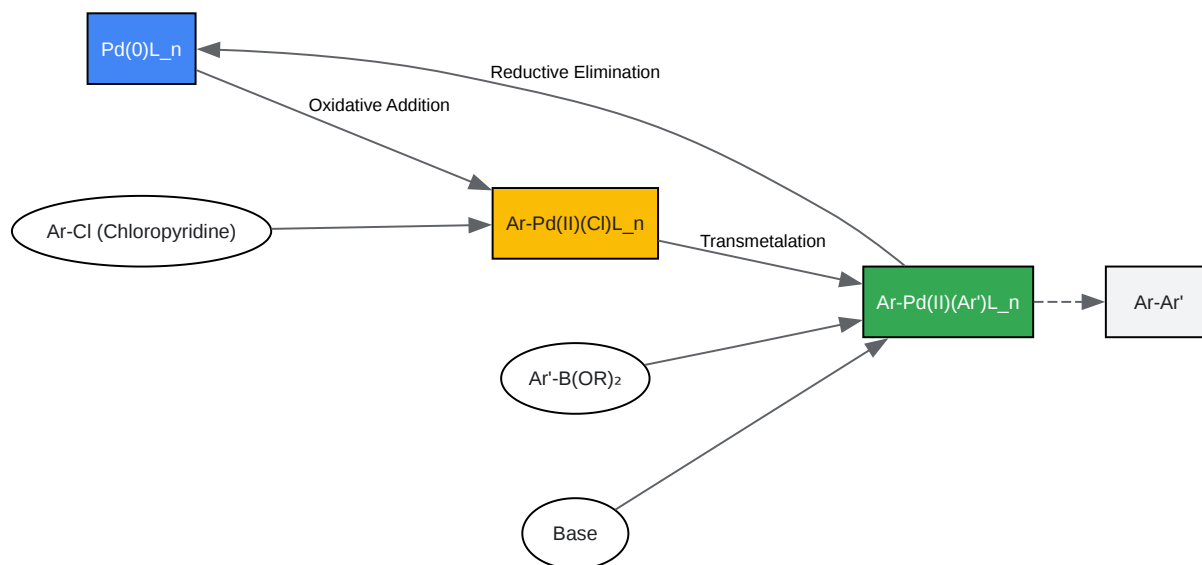 Pd(0)L_n
Reductive Elimination
Oxidative Addition
Ar-Cl (Chloropyridine)
Ar-Pd(II)(Cl)L_n
Transmetalation
Ar-Pd(II)(Ar')L_n
Ar-Ar'
Ar'-B(OR)₂
Base